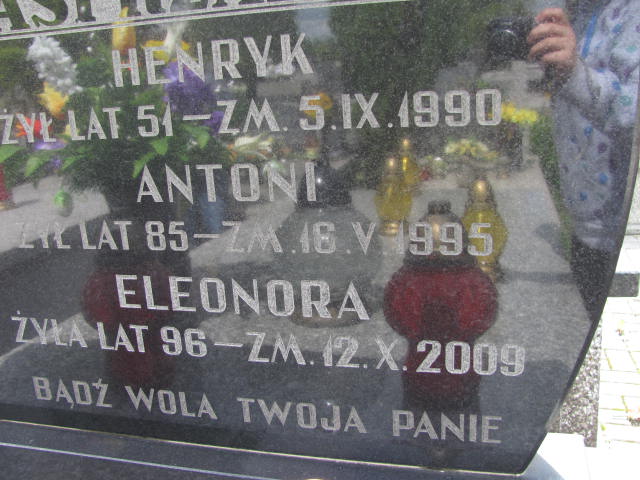 HENRYK
ŻYŁ LAT 51 – ZM. 5.IX.1990
ANTONI
ŻYŁ LAT 85 – ZM. 16.V.1995
ELEONORA
ŻYŁA LAT 96 – ZM. 12.X.2009
BĄDŹ WOLA TWOJA PANIE